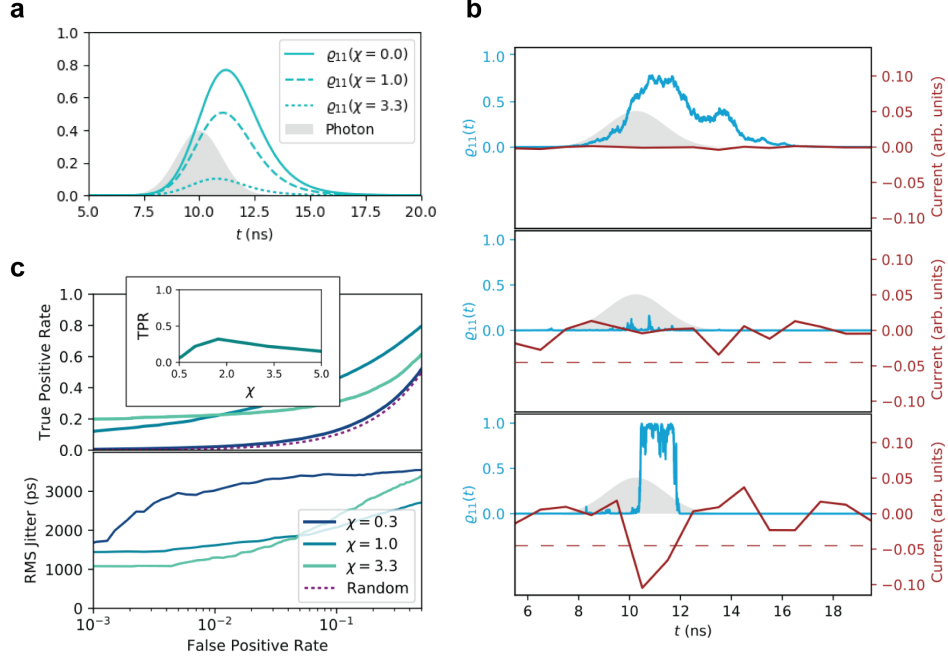 a
1.0
0.8
0.6
0.4
0.2
0.0
5.0 7.5 10.0 12.5 15.0 17.5 20.0
t (ns)
ϱ11(χ = 0.0)
ϱ11(χ = 1.0)
ϱ11(χ = 3.3)
Photon
b
1.0
0.5
0.0
ϱ11(t)
0.10
0.05
0.00
−0.05
−0.10
Current (arb. units)
1.0
0.5
0.0
ϱ11(t)
0.10
0.05
0.00
−0.05
−0.10
Current (arb. units)
1.0
0.5
0.0
ϱ11(t)
0.10
0.05
0.00
−0.05
−0.10
Current (arb. units)
6 8 10 12 14 16 18
t (ns)
c
1.0
0.8
0.6
0.4
0.2
0.0
True Positive Rate
1.0
0.5
0.0
TPR
0.5 1.0 2.0 3.0 4.0 5.0
χ
3000
2000
1000
0
RMS Jitter (ps)
χ = 0.3
χ = 1.0
χ = 3.3
Random
10⁻³ 10⁻² 10⁻¹
False Positive Rate